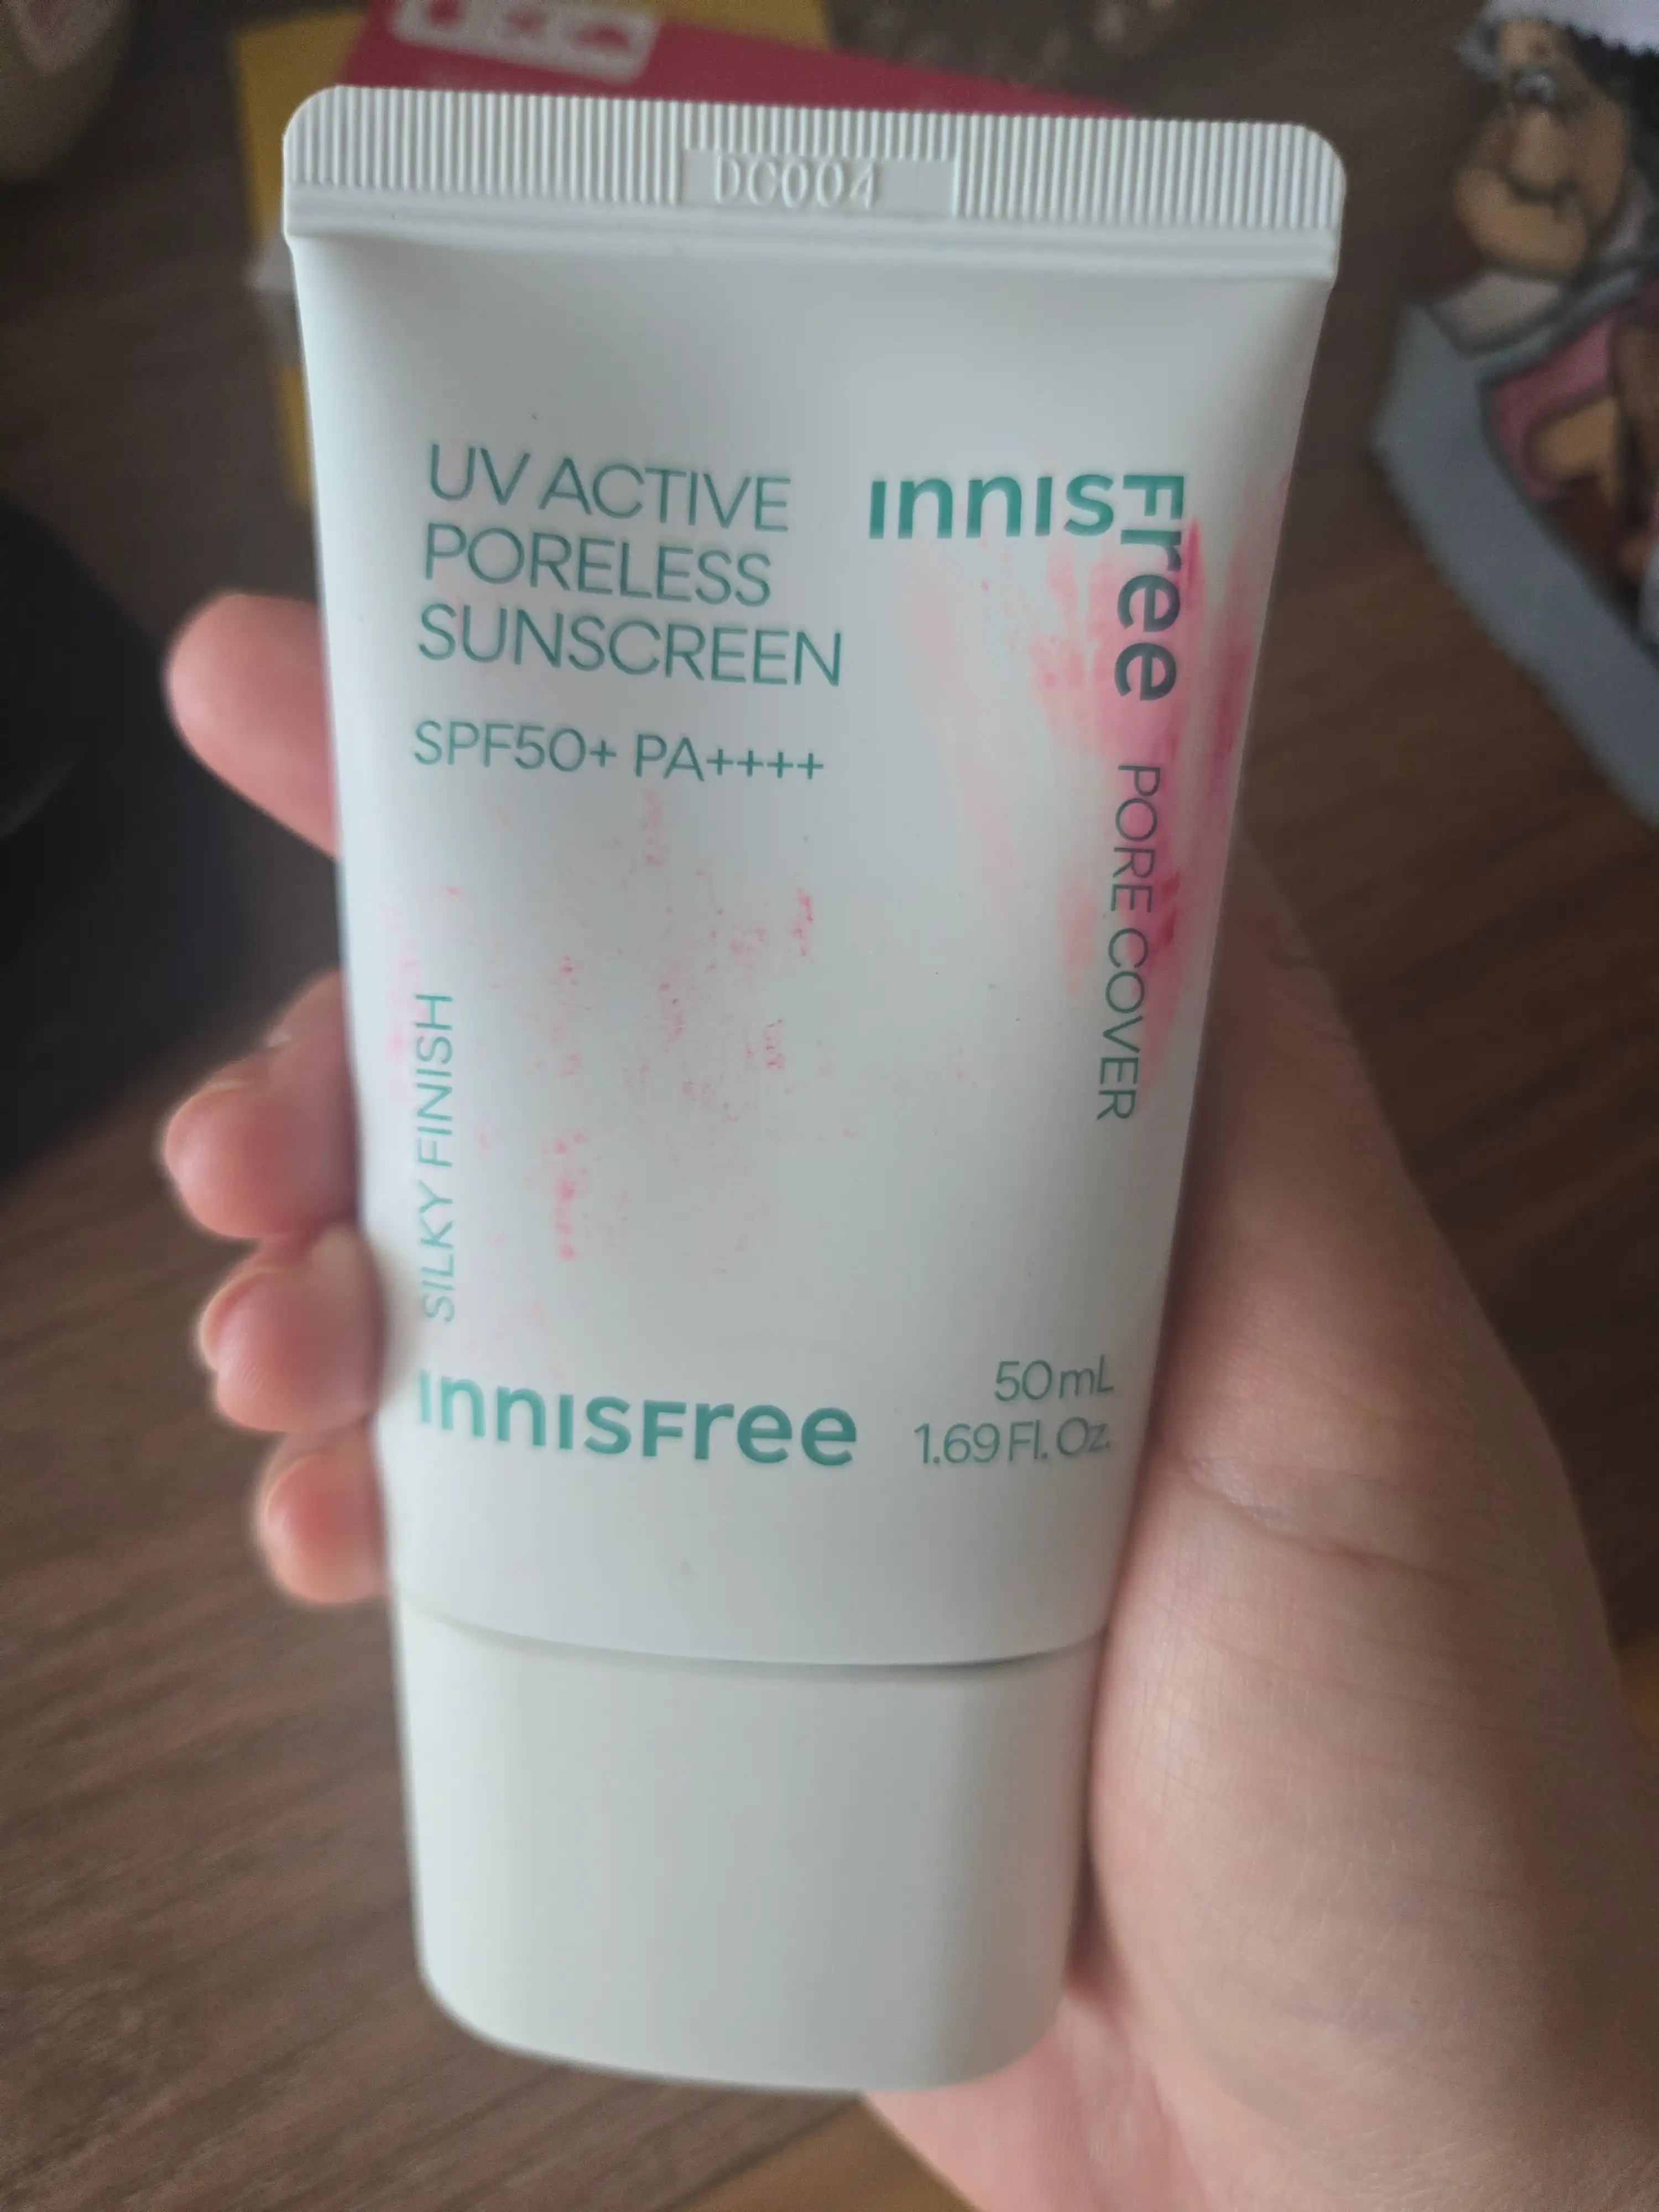 DC004
UV ACTIVE
PORELESS
SUNSCREEN
SPF50+ PA++++
INNISFree
PORE COVER
SILKY FINISH
INNISFree
50mL
1.69 Fl. Oz.